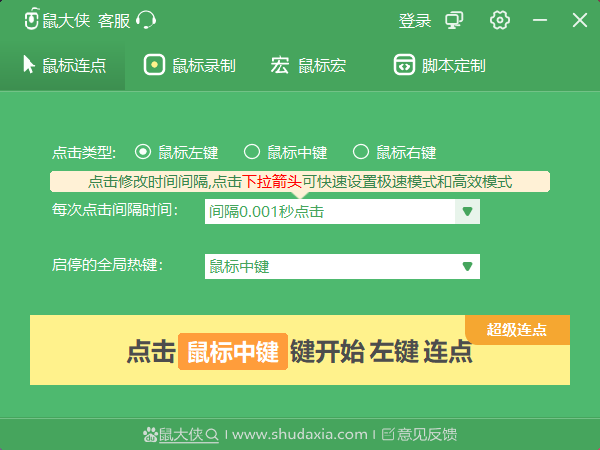 鼠大侠 客服 登录
鼠标连点 鼠标录制 宏 鼠标宏 脚本定制
点击类型: 鼠标左键 鼠标中键 鼠标右键
点击修改时间间隔,点击下拉箭头可快速设置极速模式和高效模式
每次点击间隔时间: 间隔0.001秒点击
启停的全局热键: 鼠标中键
超级连点
点击 鼠标中键 键开始 左键 连点
du 鼠大侠 | www.shudaxia.com | 意见反馈